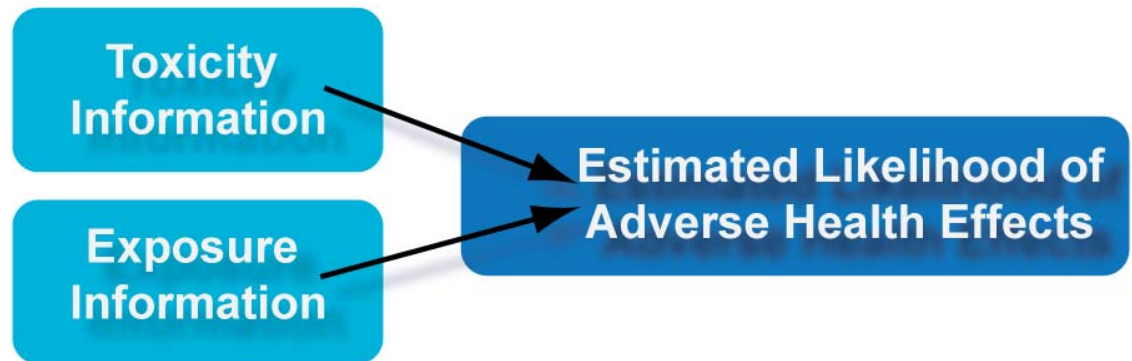 Toxicity
Information
Exposure
Information
Estimated Likelihood of
Adverse Health Effects